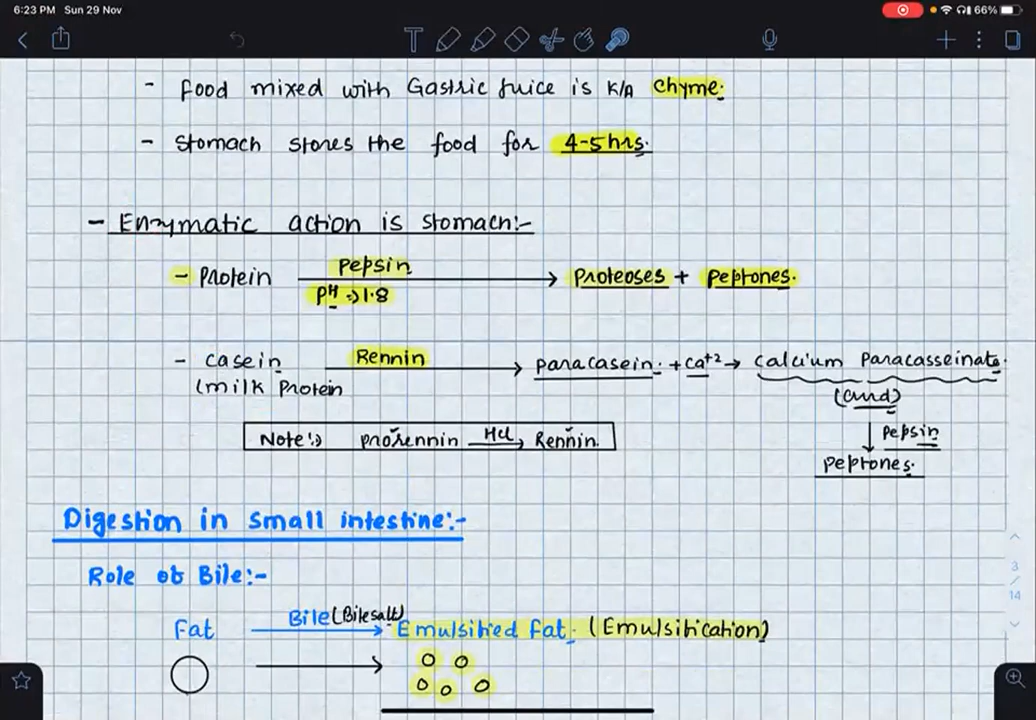 6:23 PM Sun 29 Nov 66%
- Food mixed with Gastric Juice is K/A Chyme.
- Stomach stores the food for 4-5hrs.
- Enzymatic action is stomach:-
- Protein Pepsin pH => 1.8 Proteoses + Peptones.
- casein Rennin paracasein. + Ca+2 → Calcium Paracasseinate.
(milk Protein
(curd)
Pepsin
Peptones.
Note:) prorennin HCl Rennin.
Digestion in small intestine:-
Role of Bile:-
Fat Bile (Bile salt) Emulsified fat. (Emulsification)
3
/
14